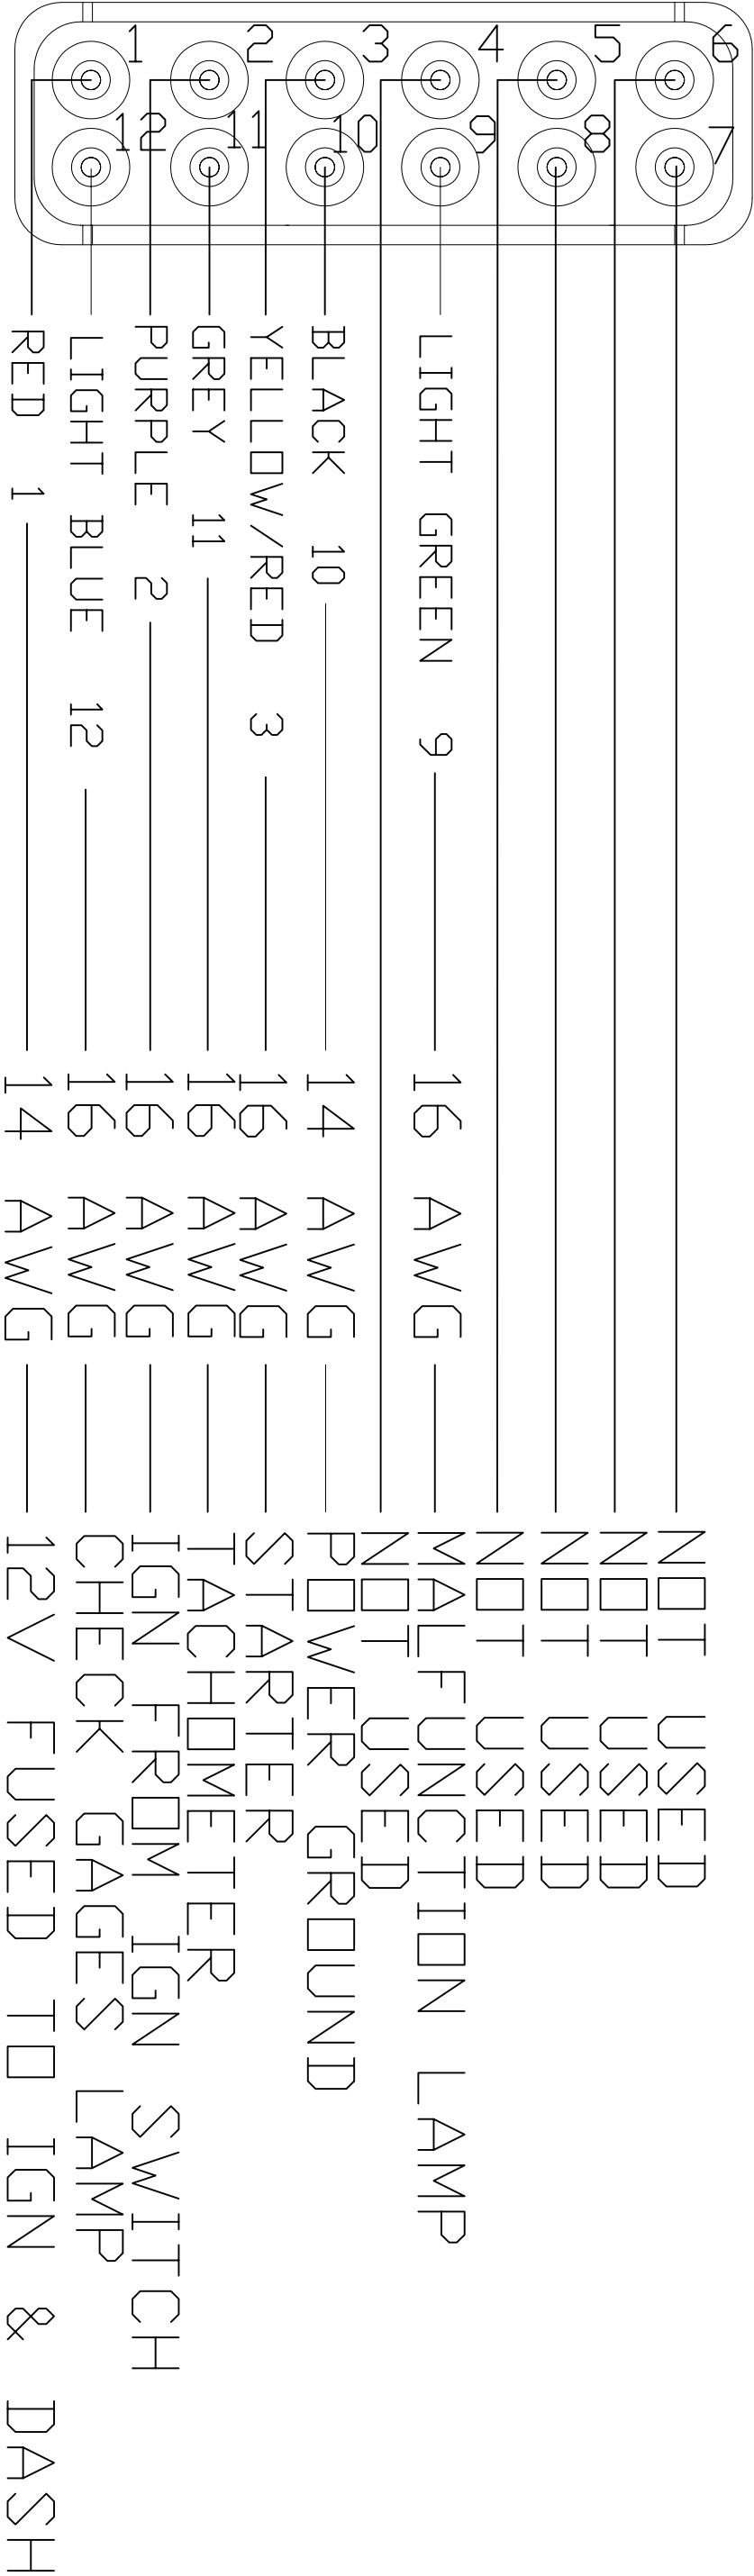 1 2 3 4 5 6
12 11 10 9 8 7
RED 1 14 AWG 12V FUSED TO IGN & DASH
LIGHT BLUE 12 16 AWG CHECK GAGES LAMP
PURPLE 2 16 AWG IGN FROM IGN SWITCH
GREY 11 16 AWG TACHOMETER
YELLOW/RED 3 16 AWG STARTER
BLACK 10 14 AWG POWER GROUND
NOT USED
LIGHT GREEN 9 16 AWG MALFUNCTION LAMP
NOT USED
NOT USED
NOT USED
NOT USED